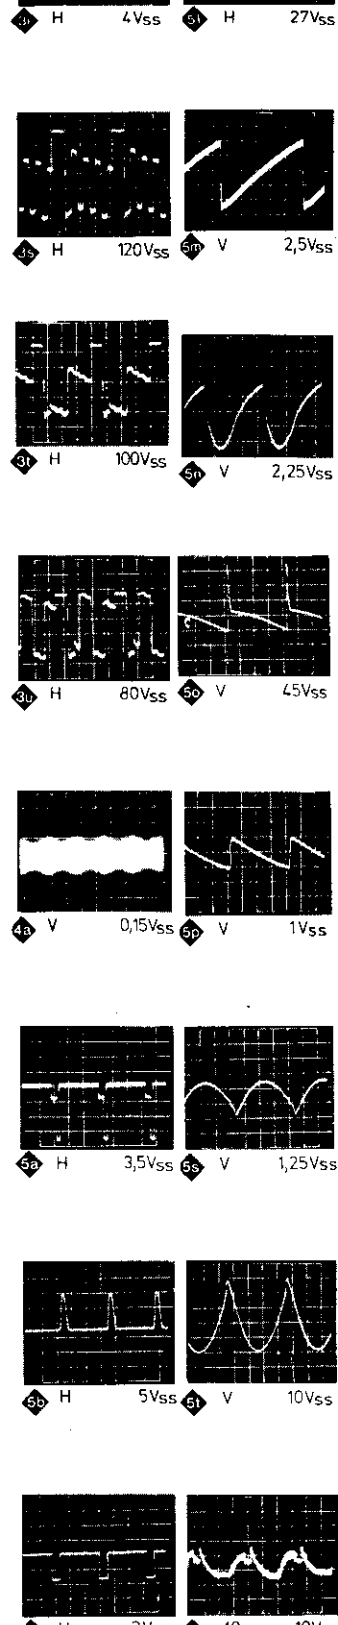 H 4Vss H 27Vss
3s H 120Vss 5m V 2,5Vss
3t H 100Vss 5n V 2,25Vss
3u H 80Vss 5o V 45Vss
4a V 0,15Vss 5p V 1Vss
5a H 3,5Vss 5s V 1,25Vss
5b H 5Vss 5t V 10Vss